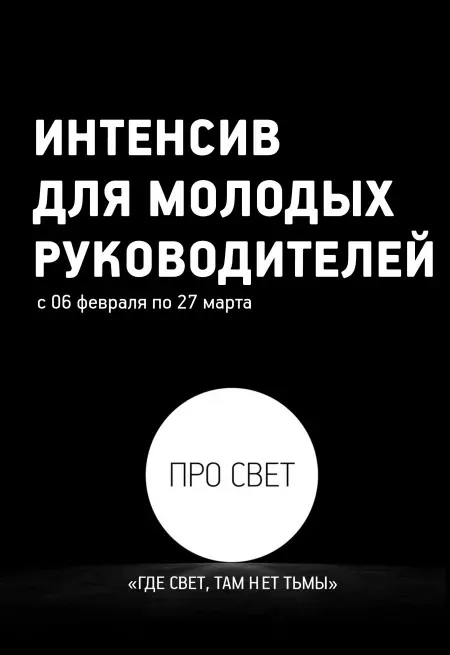 ИНТЕНСИВ
ДЛЯ МОЛОДЫХ
РУКОВОДИТЕЛЕЙ
с 06 февраля по 27 марта
ПРО СВЕТ
«ГДЕ СВЕТ, ТАМ НЕТ ТЬМЫ»